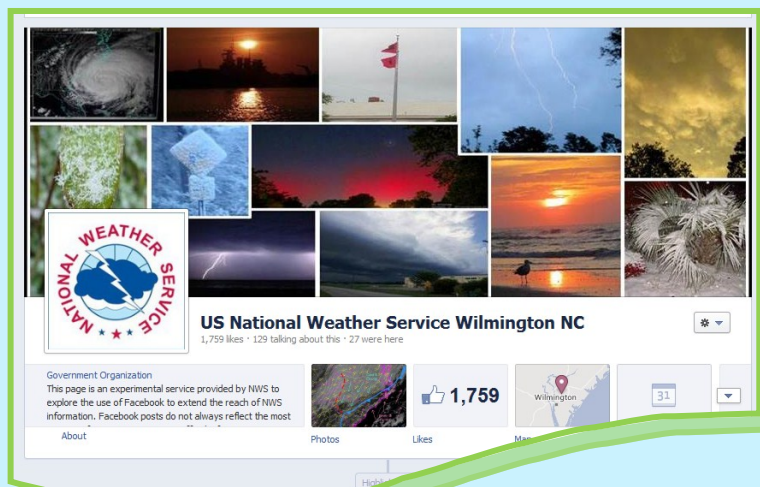 NATIONAL WEATHER SERVICE
US National Weather Service Wilmington NC
1,759 likes · 129 talking about this · 27 were here
Government Organization
This page is an experimental service provided by NWS to
explore the use of Facebook to extend the reach of NWS
information. Facebook posts do not always reflect the most
About
1,759
Wilmington
31
Photos
Likes